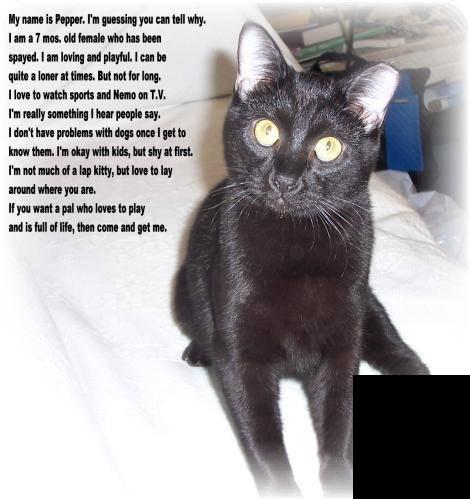 My name is Pepper. I'm guessing you can tell why.
I am a 7 mos. old female who has been
spayed. I am loving and playful. I can be
quite a loner at times. But not for long.
I love to watch sports and Nemo on T.V.
I'm really something I hear people say.
I don't have problems with dogs once I get to
know them. I'm okay with kids, but shy at first.
I'm not much of a lap kitty, but love to lay
around where you are.
If you want a pal who loves to play
and is full of life, then come and get me.